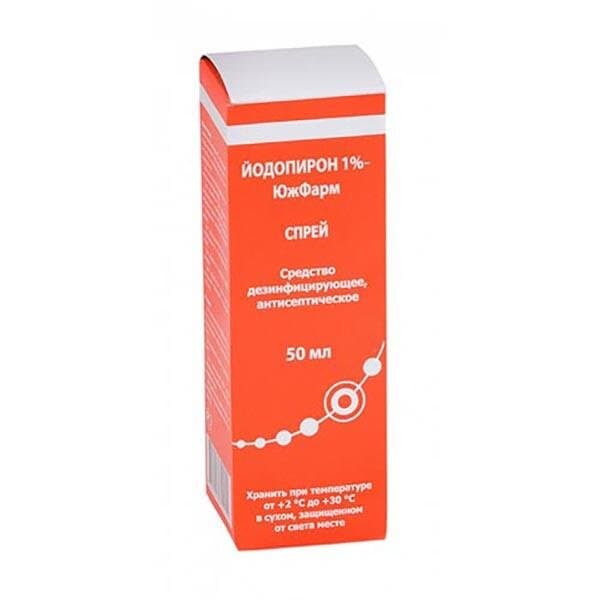 ЙОДОПИРОН 1%–
ЮжФарм
СПРЕЙ
Средство
дезинфицирующее,
антисептическое
50 мл
Хранить при температуре
от +2 °С до +30 °С
в сухом, защищенном
от света месте